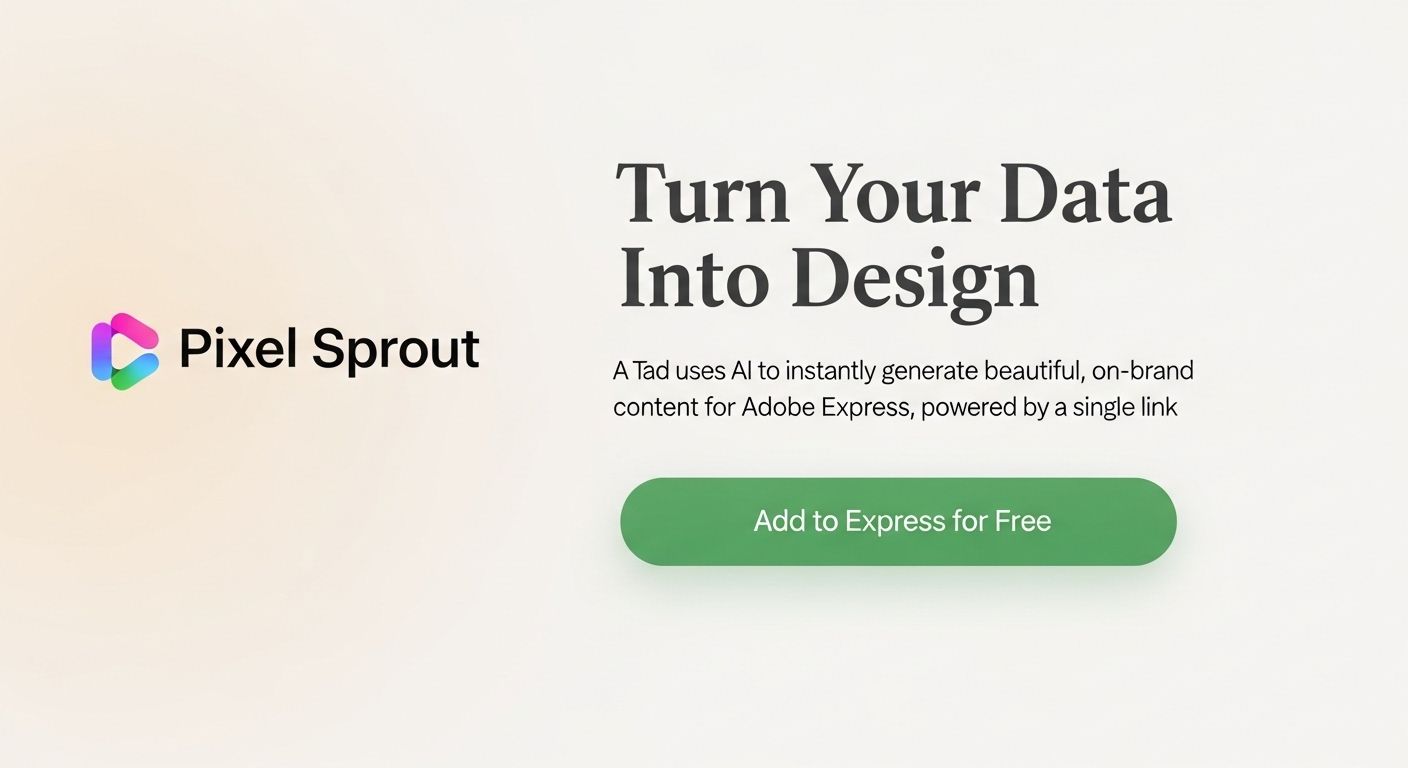 Pixel Sprout
Turn Your Data
Into Design
A Tad uses AI to instantly generate beautiful, on-brand
content for Adobe Express, powered by a single link
Add to Express for Free